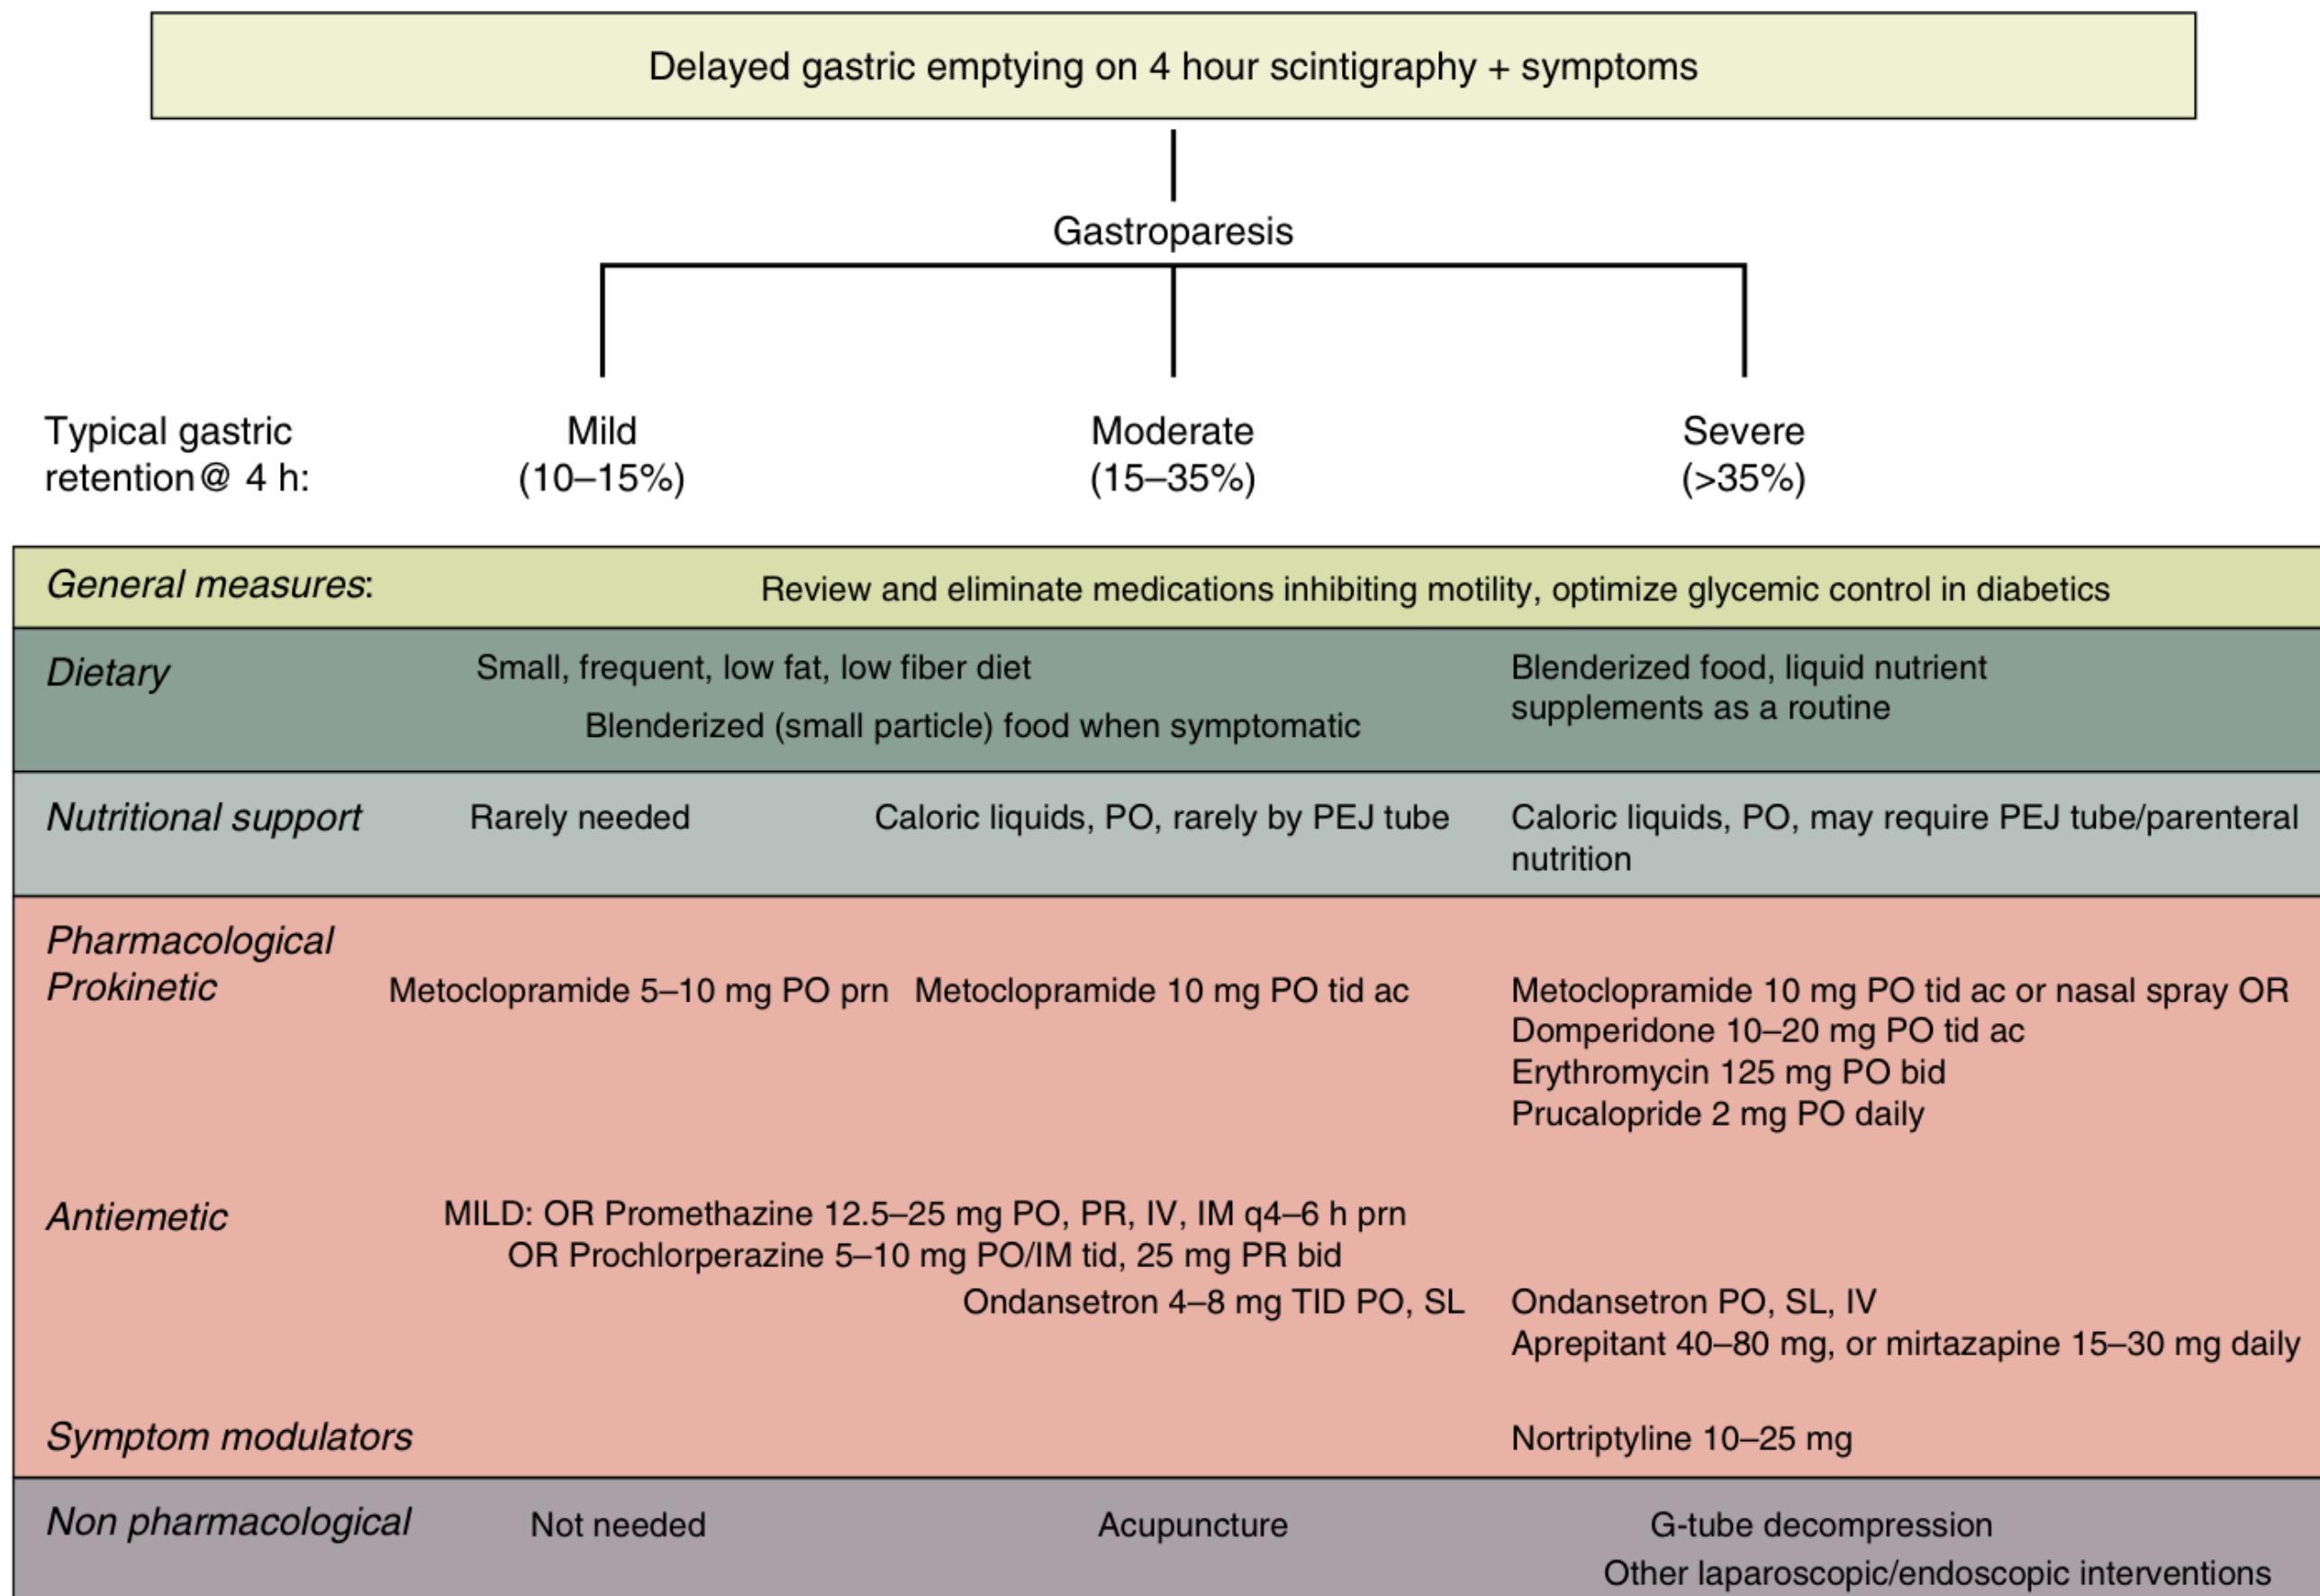 Delayed gastric emptying on 4 hour scintigraphy + symptoms
Gastroparesis
Typical gastric retention@ 4 h:
Mild
(10–15%)
Moderate
(15–35%)
Severe
(>35%)
General measures:
Review and eliminate medications inhibiting motility, optimize glycemic control in diabetics
Dietary
Small, frequent, low fat, low fiber diet
Blenderized (small particle) food when symptomatic
Blenderized food, liquid nutrient
supplements as a routine
Nutritional support
Rarely needed
Caloric liquids, PO, rarely by PEJ tube
Caloric liquids, PO, may require PEJ tube/parenteral
nutrition
Pharmacological
Prokinetic
Metoclopramide 5–10 mg PO prn
Metoclopramide 10 mg PO tid ac
Metoclopramide 10 mg PO tid ac or nasal spray OR
Domperidone 10–20 mg PO tid ac
Erythromycin 125 mg PO bid
Prucalopride 2 mg PO daily
Antiemetic
MILD: OR Promethazine 12.5–25 mg PO, PR, IV, IM q4–6 h prn
OR Prochlorperazine 5–10 mg PO/IM tid, 25 mg PR bid
Ondansetron 4–8 mg TID PO, SL
Ondansetron PO, SL, IV
Aprepitant 40–80 mg, or mirtazapine 15–30 mg daily
Symptom modulators
Nortriptyline 10–25 mg
Non pharmacological
Not needed
Acupuncture
G-tube decompression
Other laparoscopic/endoscopic interventions